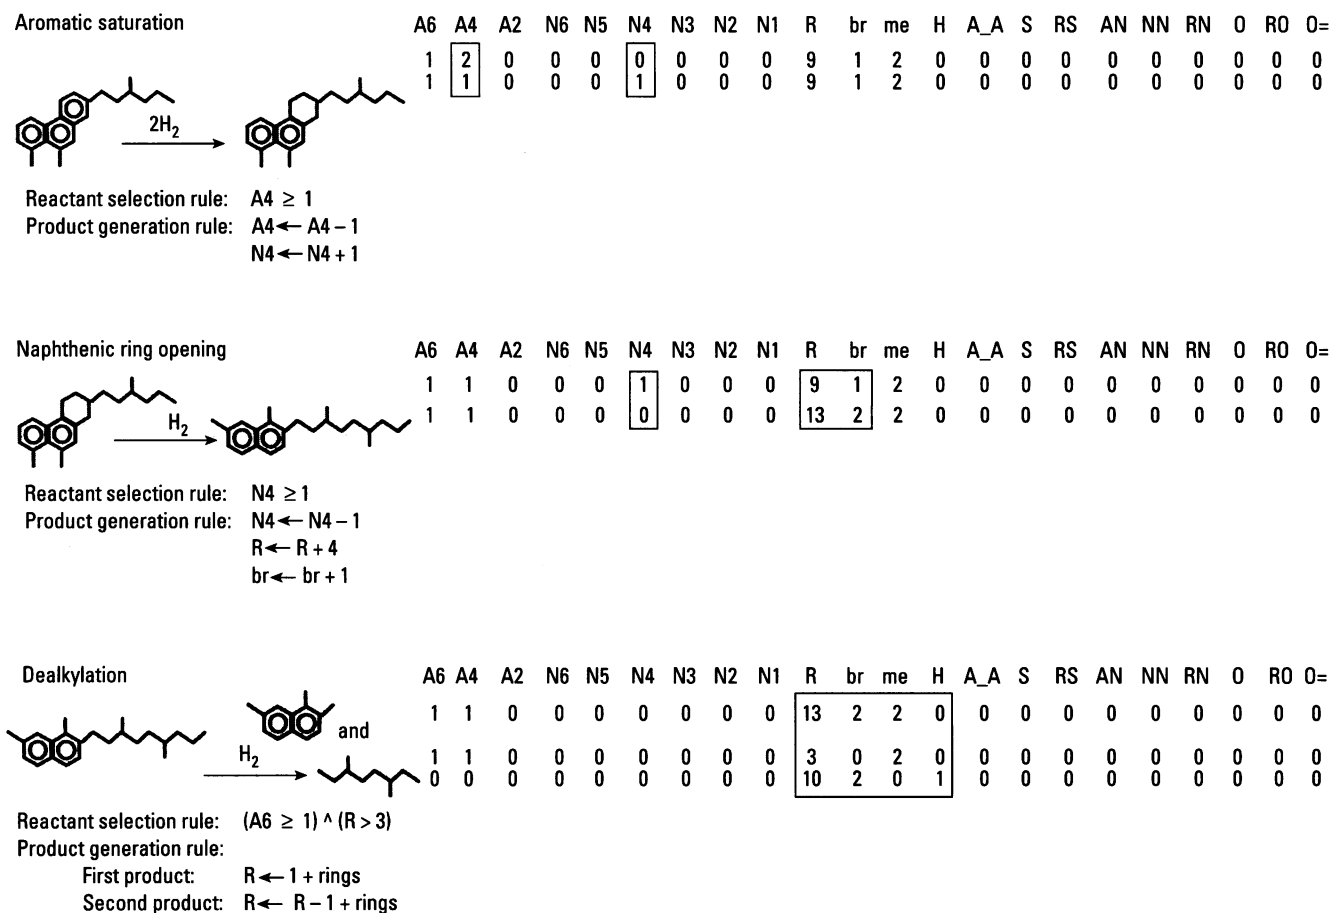 Aromatic saturation
A6 A4 A2 N6 N5 N4 N3 N2 N1 R br me H A_A S RS AN NN RN O RO O=
1 2 0 0 0 0 0 0 0 9 1 2 0 0 0 0 0 0 0 0 0 0
1 1 0 0 0 1 0 0 0 9 1 2 0 0 0 0 0 0 0 0 0 0
2H₂
Reactant selection rule: A4 ≥ 1
Product generation rule: A4 ← A4 – 1
N4 ← N4 + 1
Naphthenic ring opening
A6 A4 A2 N6 N5 N4 N3 N2 N1 R br me H A_A S RS AN NN RN O RO O=
1 1 0 0 0 1 0 0 0 9 1 2 0 0 0 0 0 0 0 0 0 0
1 1 0 0 0 0 0 0 0 13 2 2 0 0 0 0 0 0 0 0 0 0
H₂
Reactant selection rule: N4 ≥ 1
Product generation rule: N4 ← N4 – 1
R ← R + 4
br ← br + 1
Dealkylation
A6 A4 A2 N6 N5 N4 N3 N2 N1 R br me H A_A S RS AN NN RN O RO O=
1 1 0 0 0 0 0 0 0 13 2 2 0 0 0 0 0 0 0 0 0 0
and
H₂
1 1 0 0 0 0 0 0 0 3 0 2 0 0 0 0 0 0 0 0 0 0
0 0 0 0 0 0 0 0 0 10 2 0 1 0 0 0 0 0 0 0 0 0
Reactant selection rule: (A6 ≥ 1) ^ (R > 3)
Product generation rule:
First product: R ← 1 + rings
Second product: R ← R – 1 + rings